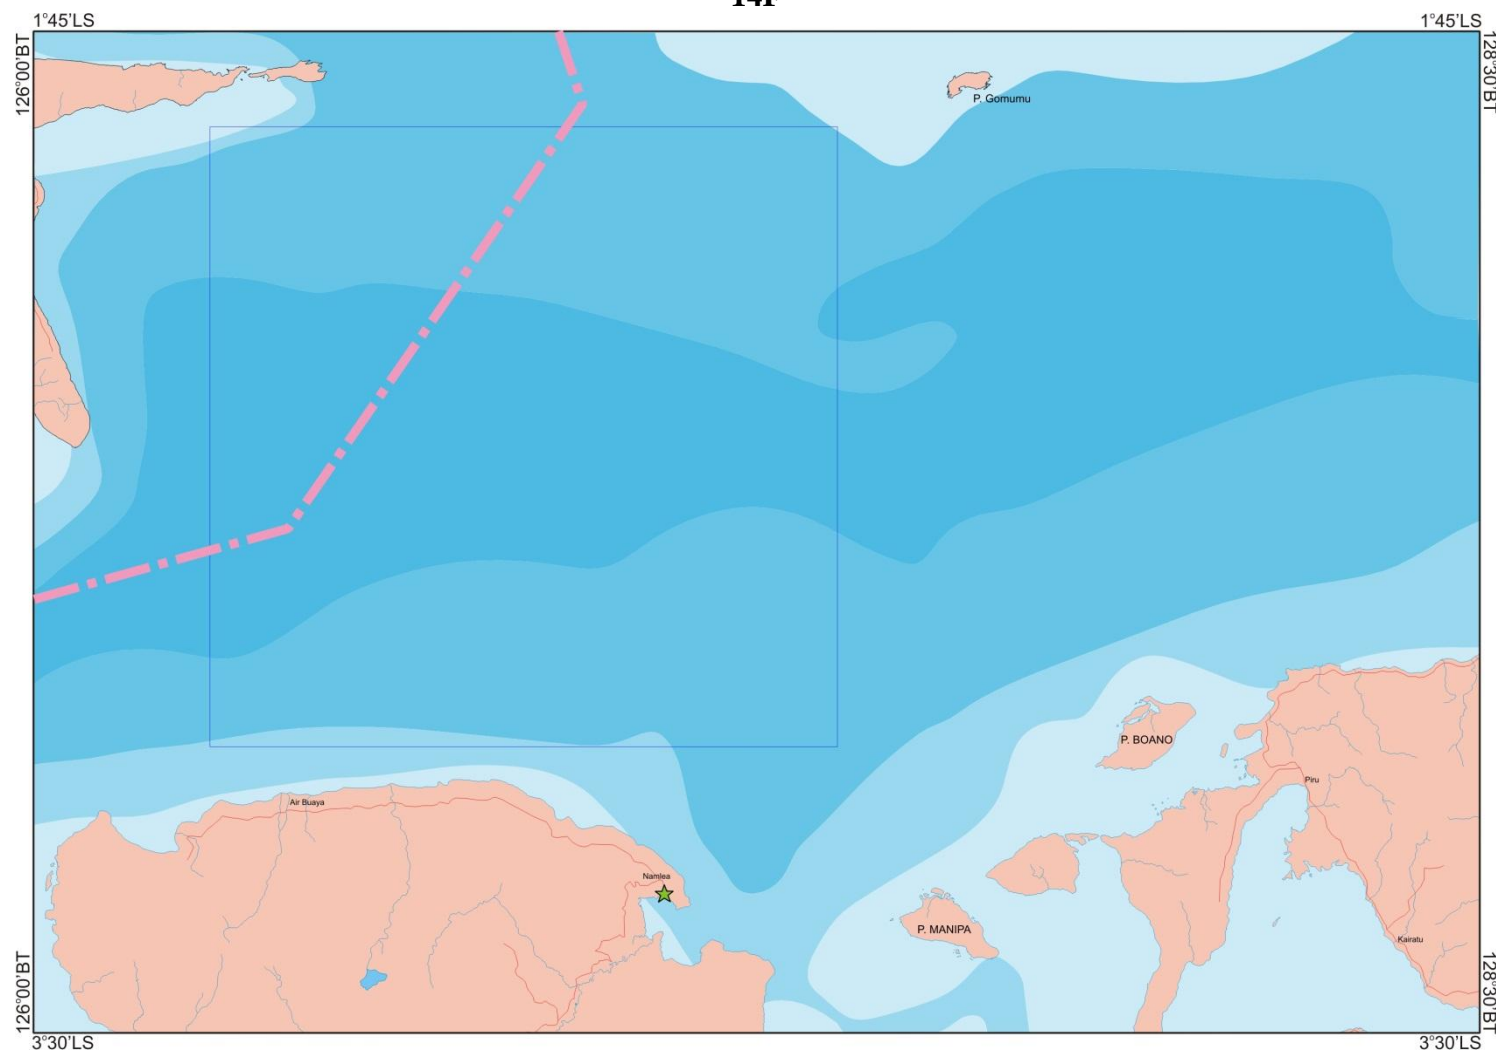 1°45'LS
1°45'LS
126°00'BT
128°30'BT
P. Gomumu
P. BOANO
Piru
Air Buaya
Namlea
P. MANIPA
Kairatu
126°00'BT
128°30'BT
3°30'LS
3°30'LS